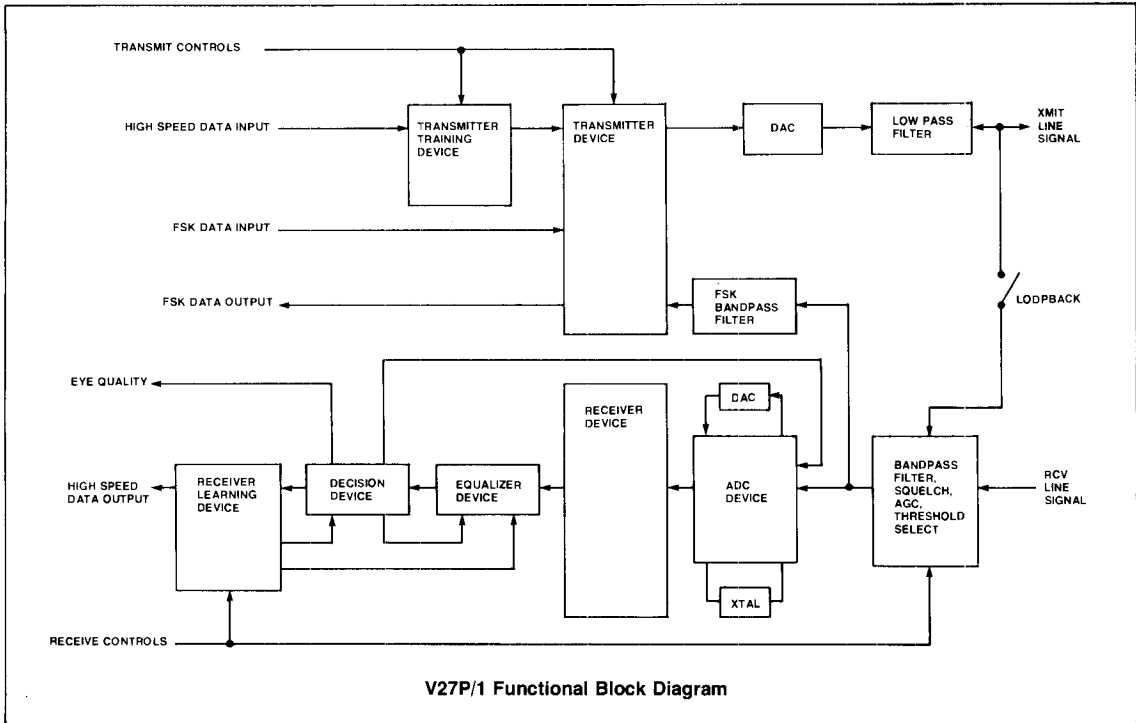 TRANSMIT CONTROLS
HIGH SPEED DATA INPUT
TRANSMITTER
TRAINING
DEVICE
TRANSMITTER
DEVICE
DAC
LOW PASS
FILTER
XMIT
LINE
SIGNAL
FSK DATA INPUT
FSK DATA OUTPUT
FSK
BANDPASS
FILTER
LODPBACK
EYE QUALITY
HIGH SPEED
DATA OUTPUT
RECEIVER
LEARNING
DEVICE
DECISION
DEVICE
EQUALIZER
DEVICE
RECEIVER
DEVICE
DAC
ADC
DEVICE
XTAL
BANDPASS
FILTER,
SQUELCH,
AGC,
THRESHOLD
SELECT
RCV
LINE
SIGNAL
RECEIVE CONTROLS
V27P/1 Functional Block Diagram